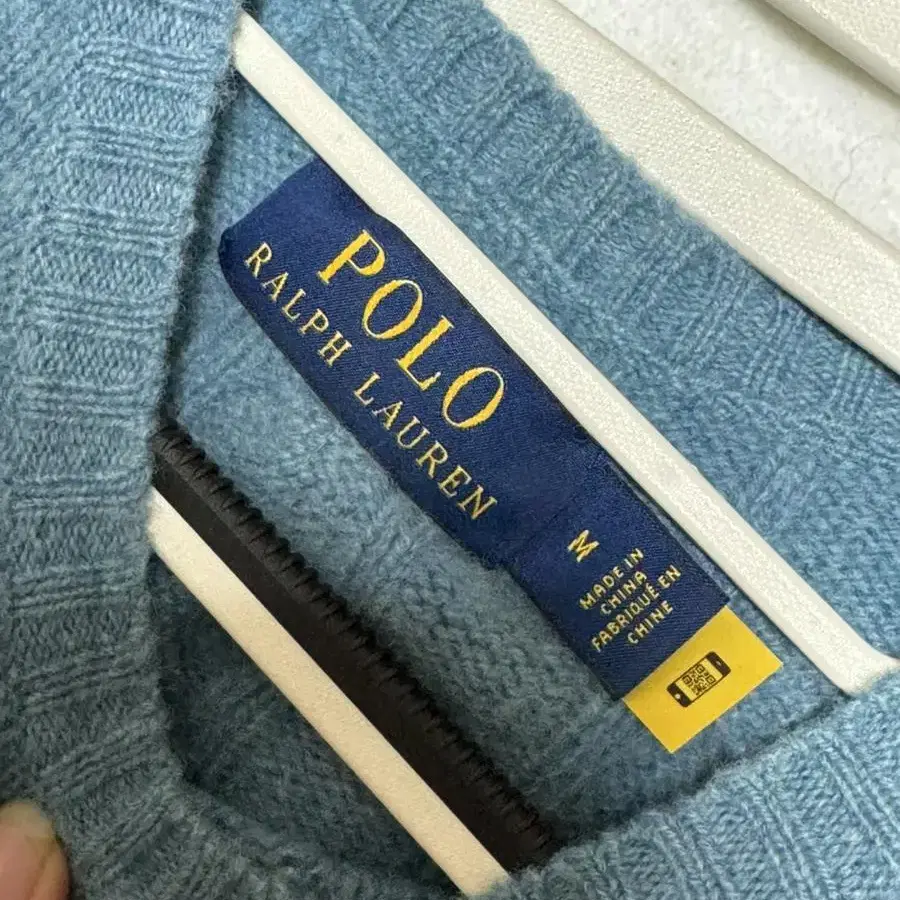 POLO
RALPH LAUREN
M
MADE IN
CHINA
FABRIQUÉ EN
CHINE